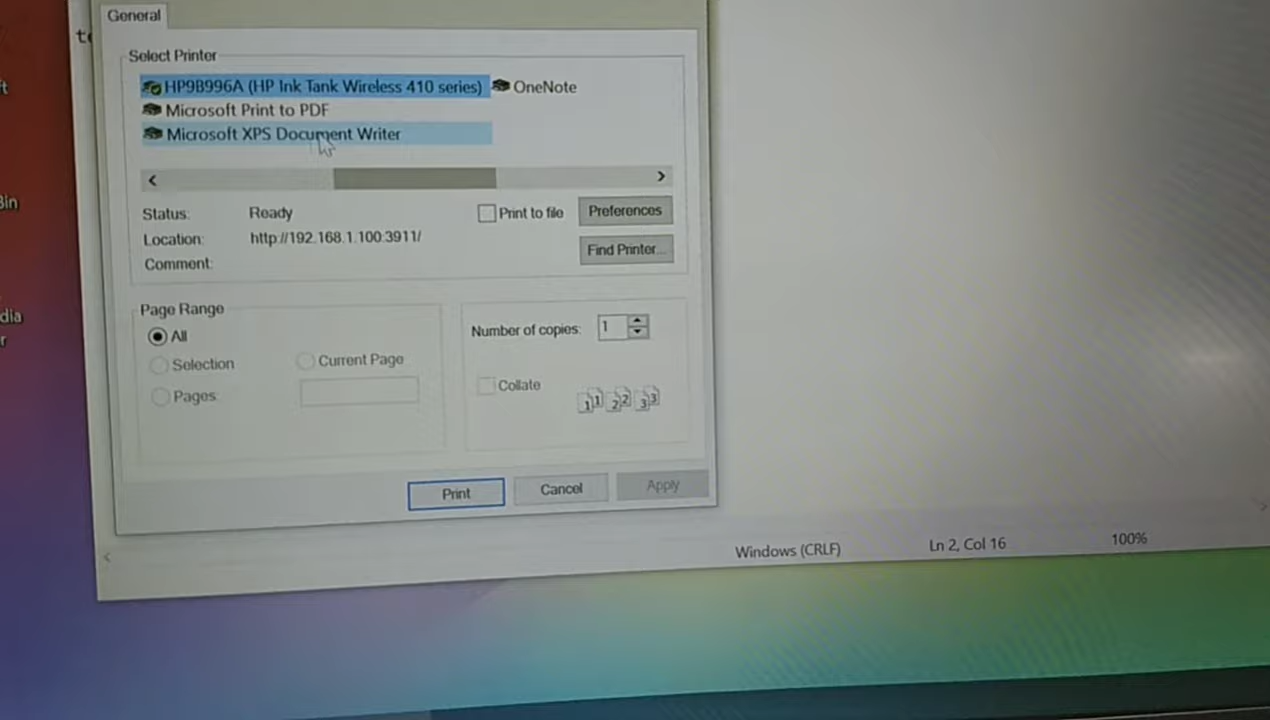 General
Select Printer
HP9B996A (HP Ink Tank Wireless 410 series) OneNote
Microsoft Print to PDF
Microsoft XPS Document Writer
Status: Ready Print to file Preferences
Location: http://192.168.1.100:3911/ Find Printer...
Comment:
Page Range
All Number of copies: 1
Selection Current Page
Pages: Collate
11 22 33
Print Cancel Apply
Windows (CRLF) Ln 2, Col 16 100%